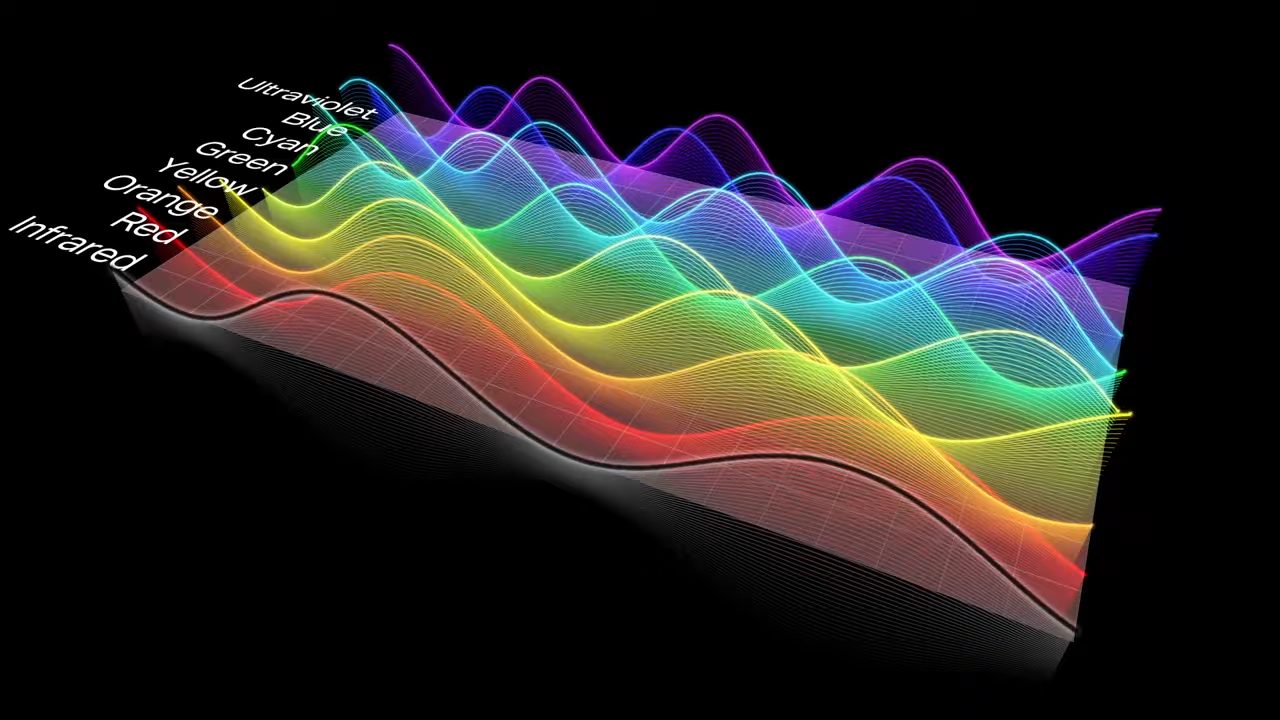 Ultraviolet
Blue
Cyan
Green
Yellow
Orange
Red
Infrared